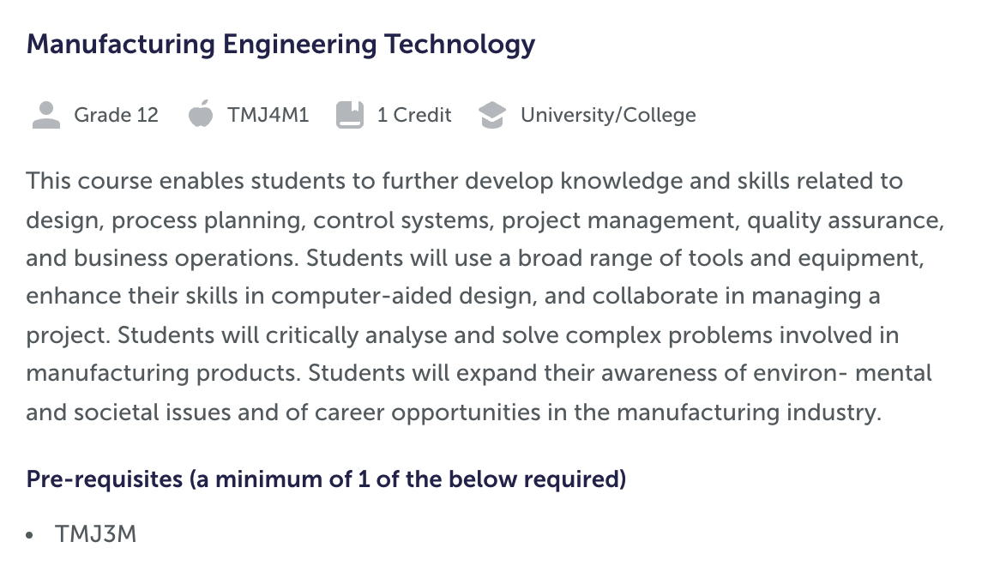 Manufacturing Engineering Technology
Grade 12 TMJ4M1 1 Credit University/College
This course enables students to further develop knowledge and skills related to
design, process planning, control systems, project management, quality assurance,
and business operations. Students will use a broad range of tools and equipment,
enhance their skills in computer-aided design, and collaborate in managing a
project. Students will critically analyse and solve complex problems involved in
manufacturing products. Students will expand their awareness of environ- mental
and societal issues and of career opportunities in the manufacturing industry.
Pre-requisites (a minimum of 1 of the below required)
• TMJ3M